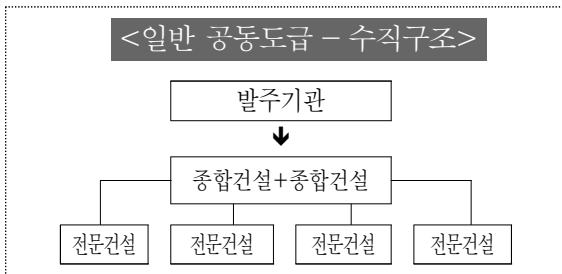 <일반 공동도급 – 수직구조>
발주기관
종합건설+종합건설
전문건설 전문건설 전문건설 전문건설